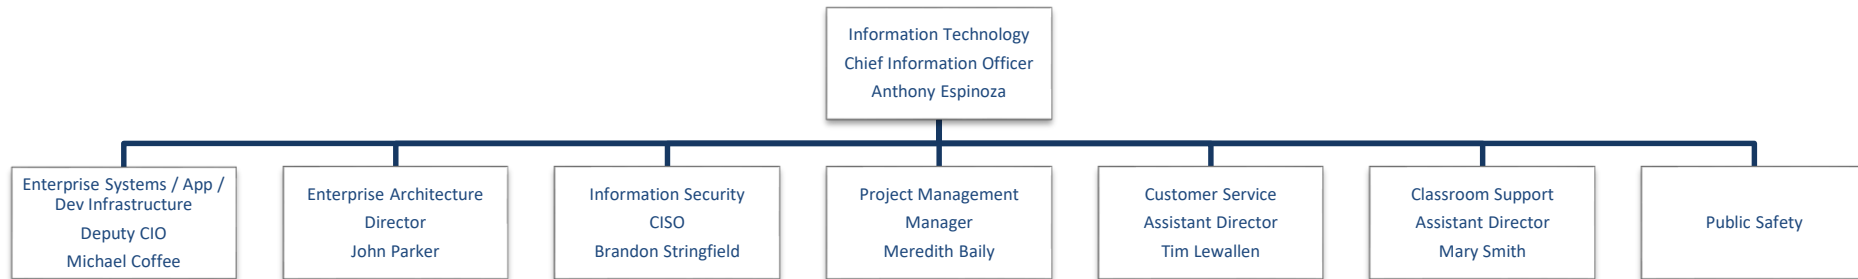 Information Technology
Chief Information Officer
Anthony Espinoza
Enterprise Systems / App /
Dev Infrastructure
Deputy CIO
Michael Coffee
Enterprise Architecture
Director
John Parker
Information Security
CISO
Brandon Stringfield
Project Management
Manager
Meredith Baily
Customer Service
Assistant Director
Tim Lewallen
Classroom Support
Assistant Director
Mary Smith
Public Safety